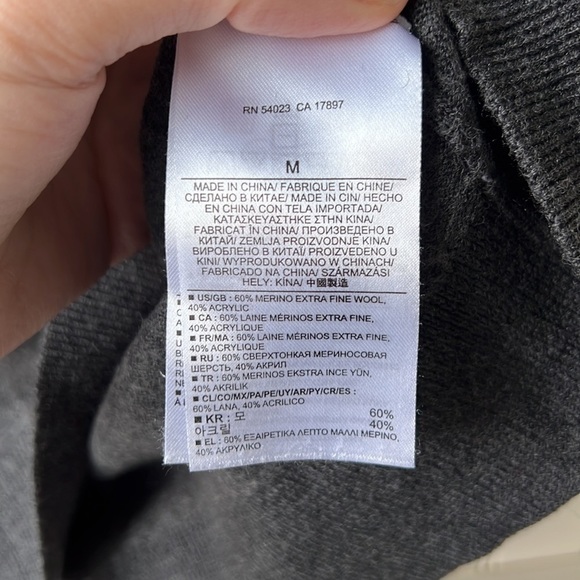 RN 54023 CA 17897
M
MADE IN CHINA/ FABRIQUE EN CHINE/
СДЕЛАНО В КИТАЕ/ MADE IN CIN/ HECHO
EN CHINA CON TELA IMPORTADA/
ΚΑΤΑΣΚΕΥΑΣΤΗΚΕ ΣΤΗΝ ΚΙΝΑ/
FABRICAT ÎN CHINA/ ПРОИЗВЕДЕНО В
КИТАЙ/ ZEMLJA PROIZVODNJE KINA/
ВИРОБЛЕНО В КИТАЇ/ PROIZVEDENO U
KINI/ WYPRODUKOWANO W CHINACH/
FABRICADO NA CHINA/ SZÁRMAZÁSI
HELY: KÍNA/ 中國製造
■ US/GB : 60% MERINO EXTRA FINE WOOL,
40% ACRYLIC
■ CA : 60% LAINE MÉRINOS EXTRA FINE,
40% ACRYLIQUE
■ FR/MA : 60% LAINE MÉRINOS EXTRA FINE,
40% ACRYLIQUE
■ RU : 60% СВЕРХТОНКАЯ МЕРИНОСОВАЯ
ШЕРСТЬ, 40% АКРИЛ
■ TR : 60% MERINOS EKSTRA INCE YÜN,
40% AKRILIK
■ CL/CO/MX/PA/PE/UY/AR/PY/CR/ES :
60% LANA, 40% ACRILICO
■ KR : 모 60%
아크릴 40%
■ EL : 60% ΕΞΑΙΡΕΤΙΚΑ ΛΕΠΤΟ ΜΑΛΛΙ ΜΕΡΙΝΟ,
40% ΑΚΡΥΛΙΚΟ